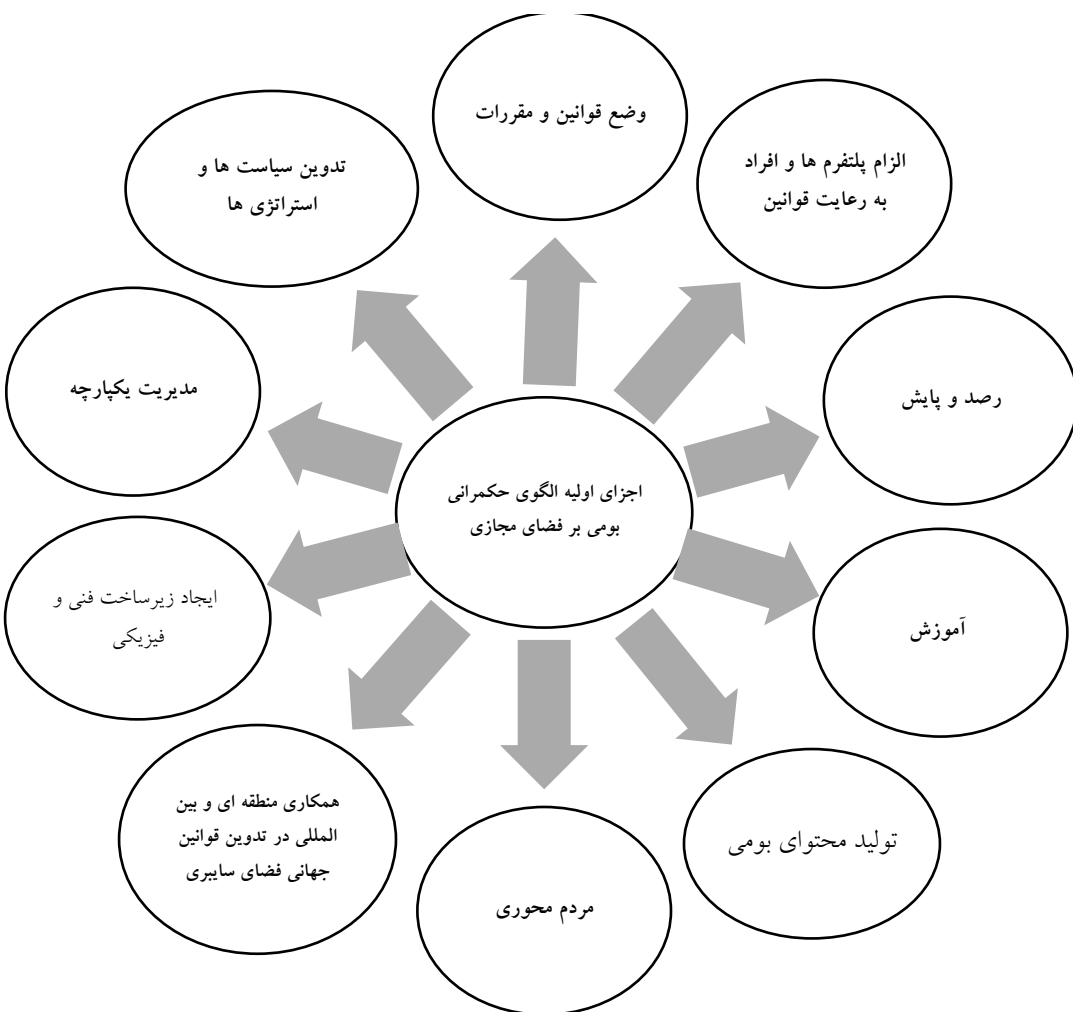 وضع قوانین و مقررات
الزام پلتفرم ها و افراد
به رعایت قوانین
تدوین سیاست ها و
استراتژی ها
رصد و پایش
مدیریت یکپارچه
اجزای اولیه الگوی حکمرانی
بومی بر فضای مجازی
آموزش
ایجاد زیرساخت فنی و
فیزیکی
تولید محتوای بومی
همکاری منطقه ای و بین
المللی در تدوین قوانین
جهانی فضای سایبری
مردم محوری